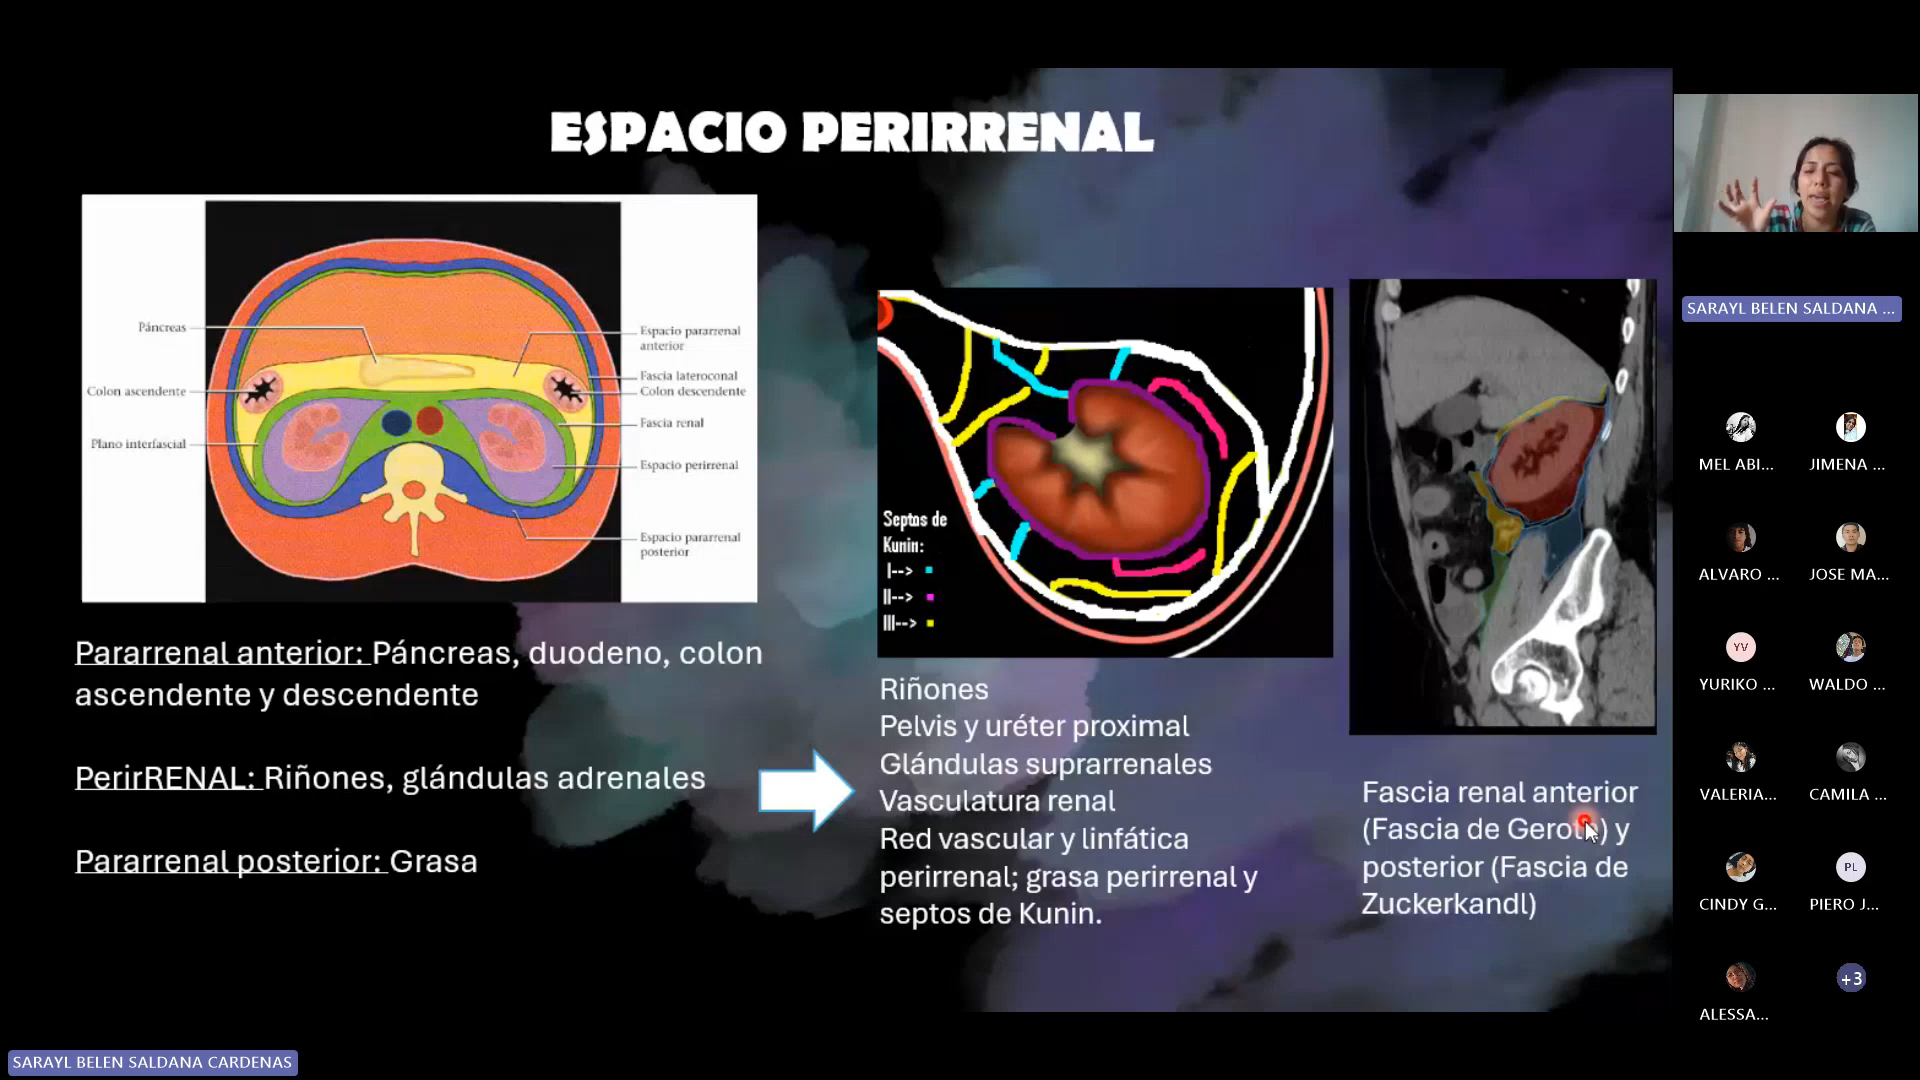 ESPACIO PERIRRENAL
Páncreas
Colon ascendente
Plano interfascial
Espacio pararrenal
anterior
Fascia lateroconal
Colon descendente
Fascia renal
Espacio perirrenal
Espacio pararrenal
posterior
Pararrenal anterior: Páncreas, duodeno, colon
ascendente y descendente
PerirRENAL: Riñones, glándulas adrenales
Pararrenal posterior: Grasa
Septos de
Kunin:
I-->
II-->
III-->
Riñones
Pelvis y uréter proximal
Glándulas suprarrenales
Vasculatura renal
Red vascular y linfática
perirrenal; grasa perirrenal y
septos de Kunin.
Fascia renal anterior
(Fascia de Gerota) y
posterior (Fascia de
Zuckerkandl)
SARAYL BELEN SALDANA ...
MEL ABI...
JIMENA ...
ALVARO ...
JOSE MA...
YV
YURIKO ...
WALDO ...
VALERIA...
CAMILA ...
CINDY G...
PL
PIERO J...
ALESSA...
+3
SARAYL BELEN SALDANA CARDENAS